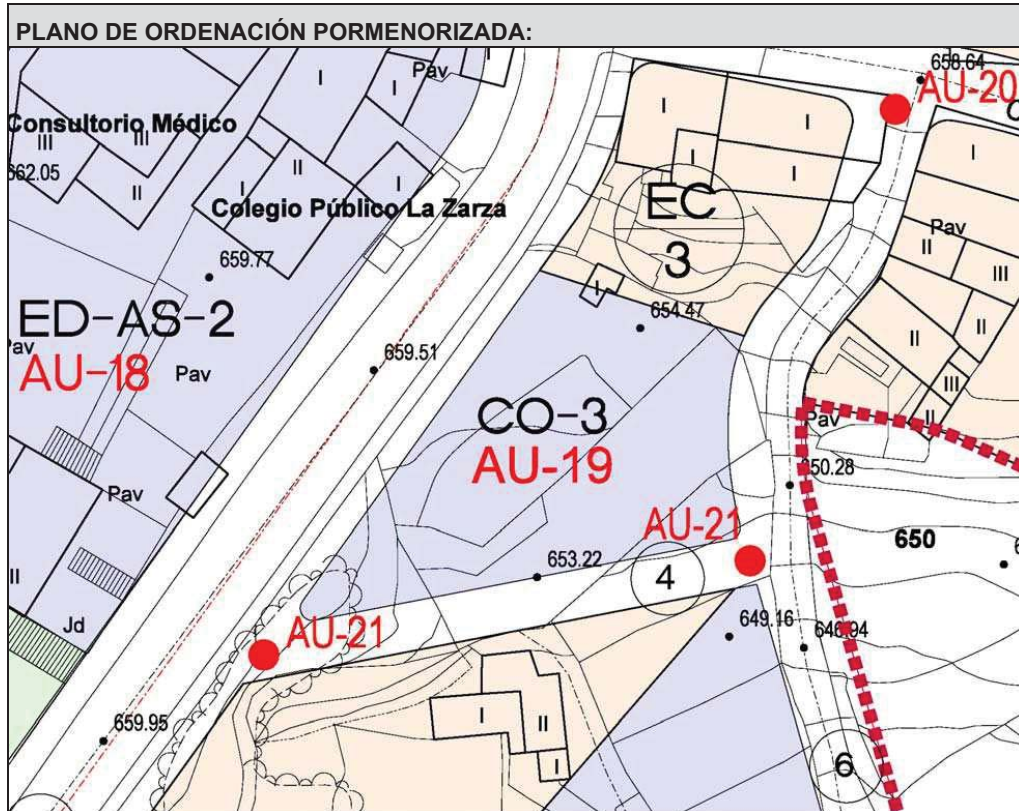 PLANO DE ORDENACIÓN PORMENORIZADA:
658.64
AU-20
I
Pav
I
I
I
I
I
Consultorio Médico
III
III
II
II
I
I
I
I
I
662.05
II
Colegio Público La Zarza
EC
3
Pav
II
III
659.77
I
654.47
ED-AS-2
AU-18
Pav
659.51
II
II
III
II
CO-3
AU-19
Pav
Pav
650.28
AU-21
650
653.22
4
II
Jd
AU-21
649.16
I
II
I
659.95
6